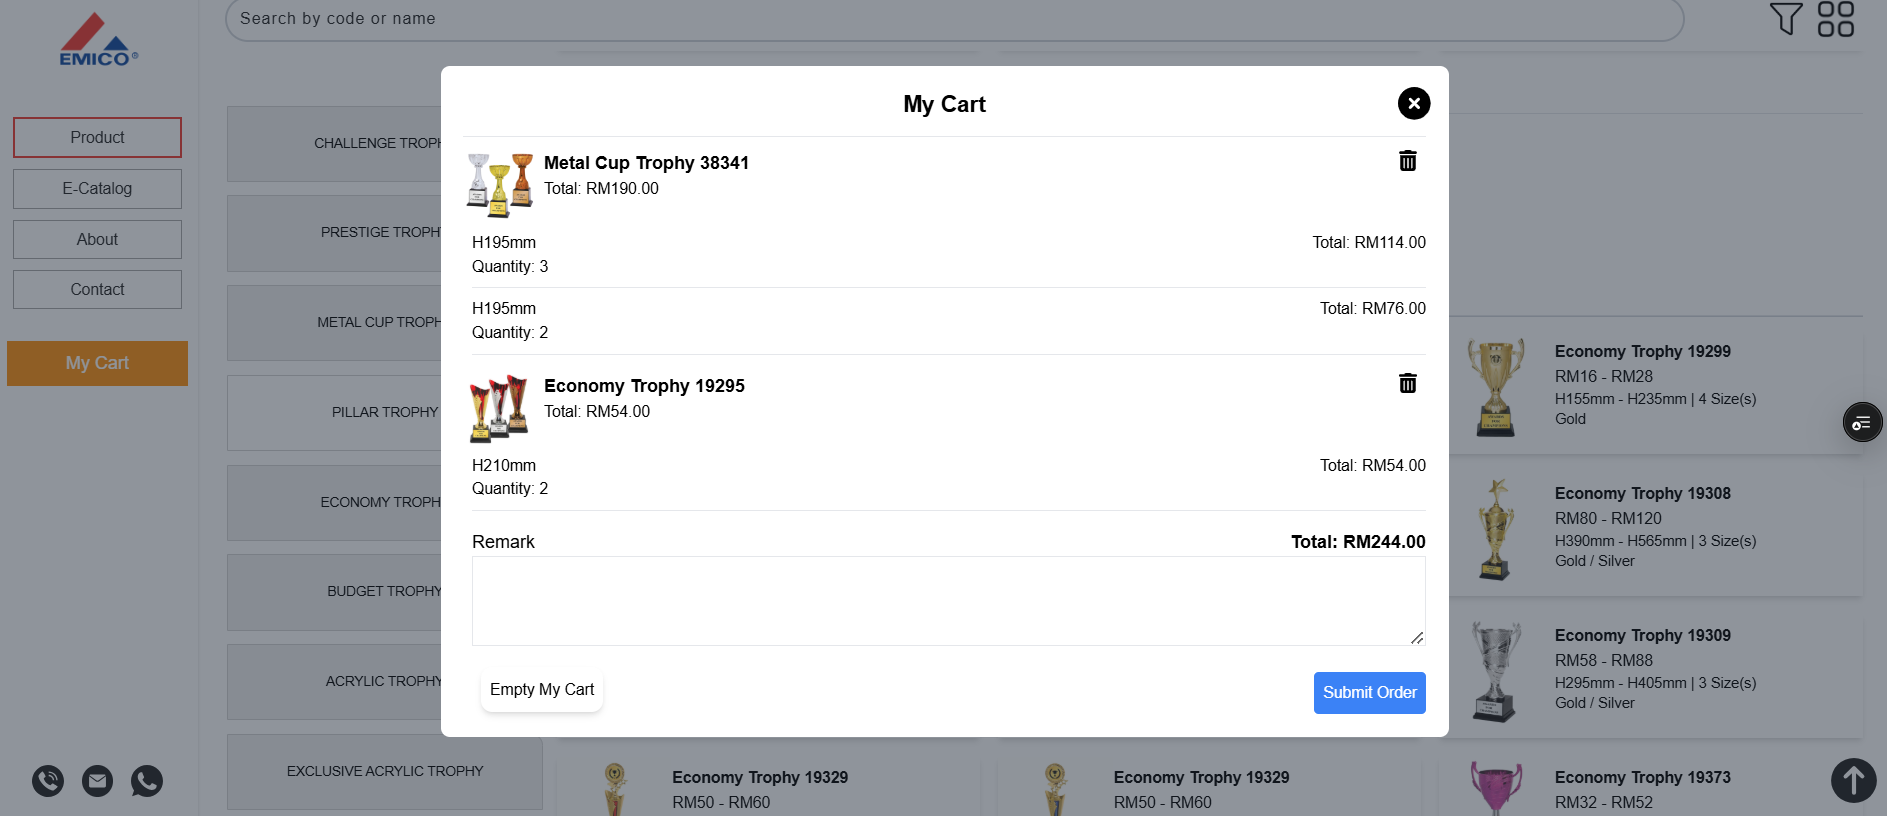 Search by code or name
EMICO®
Product
E-Catalog
About
Contact
My Cart
CHALLENGE TROPH
PRESTIGE TROPH
METAL CUP TROPH
PILLAR TROPHY
ECONOMY TROPH
BUDGET TROPHY
ACRYLIC TROPHY
EXCLUSIVE ACRYLIC TROPHY
My Cart
Metal Cup Trophy 38341
Total: RM190.00
H195mm
Total: RM114.00
Quantity: 3
H195mm
Total: RM76.00
Quantity: 2
Economy Trophy 19295
Total: RM54.00
H210mm
Total: RM54.00
Quantity: 2
Remark
Total: RM244.00
Empty My Cart
Submit Order
Economy Trophy 19299
RM16 - RM28
H155mm - H235mm | 4 Size(s)
Gold
Economy Trophy 19308
RM80 - RM120
H390mm - H565mm | 3 Size(s)
Gold / Silver
Economy Trophy 19309
RM58 - RM88
H295mm - H405mm | 3 Size(s)
Gold / Silver
Economy Trophy 19329
RM50 - RM60
Economy Trophy 19329
RM50 - RM60
Economy Trophy 19373
RM32 - RM52